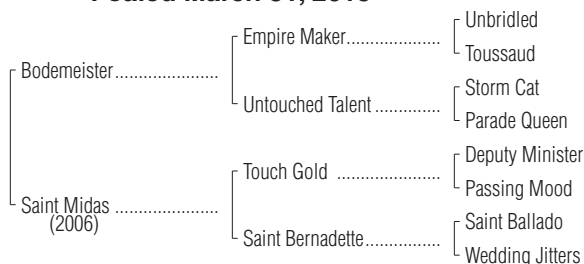 Foaled March 31,
Unbridled
Empire Maker....................
Toussaud
Bodemeister......................
Storm Cat
Untouched Talent ..............
Parade Queen
Deputy Minister
Touch Gold ......................
Passing Mood
Saint Midas ......................
(2006)
Saint Ballado
Saint Bernadette................
Wedding Jitters